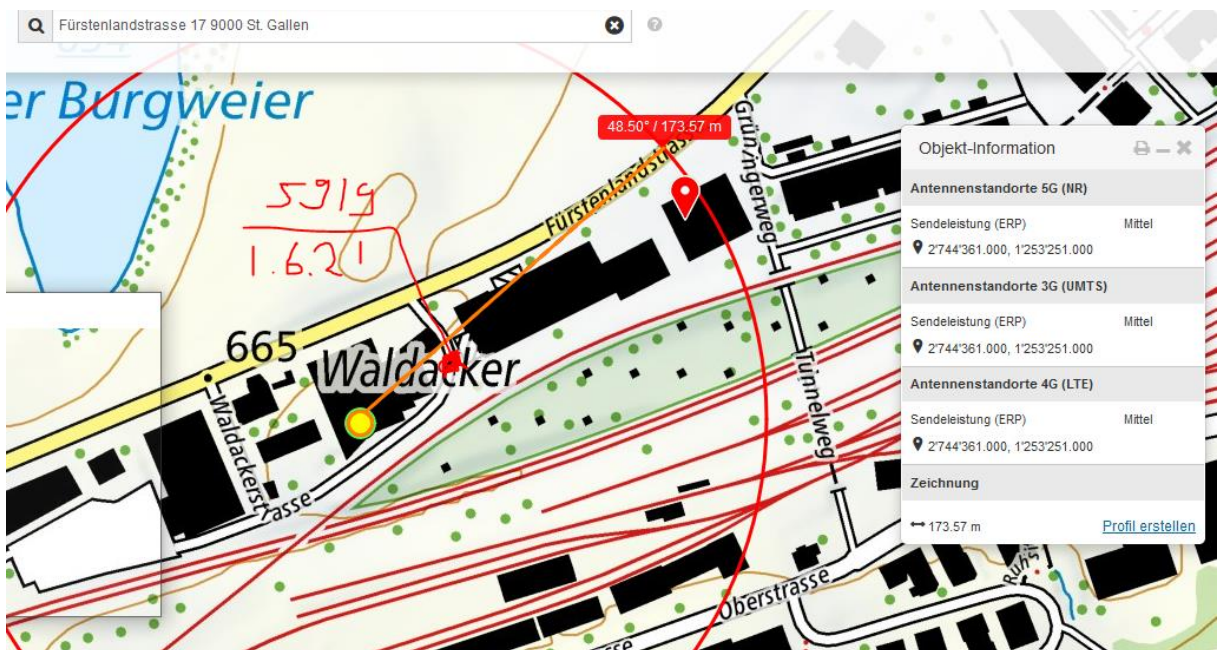 Fürstenlandstrasse 17 9000 St. Gallen
er Burgweier
48.50° / 173.57 m
Grünzingerweg
Fürstenlandstrasse
1.6.21
665
Waldacker
Waldackerstrasse
Tunnelweg
Oberstrasse
Objekt-Information
Antennenstandorte 5G (NR)
Sendeleistung (ERP) Mittel
2'744'361.000, 1'253'251.000
Antennenstandorte 3G (UMTS)
Sendeleistung (ERP) Mittel
2'744'361.000, 1'253'251.000
Antennenstandorte 4G (LTE)
Sendeleistung (ERP) Mittel
2'744'361.000, 1'253'251.000
Zeichnung
173.57 m Profil erstellen